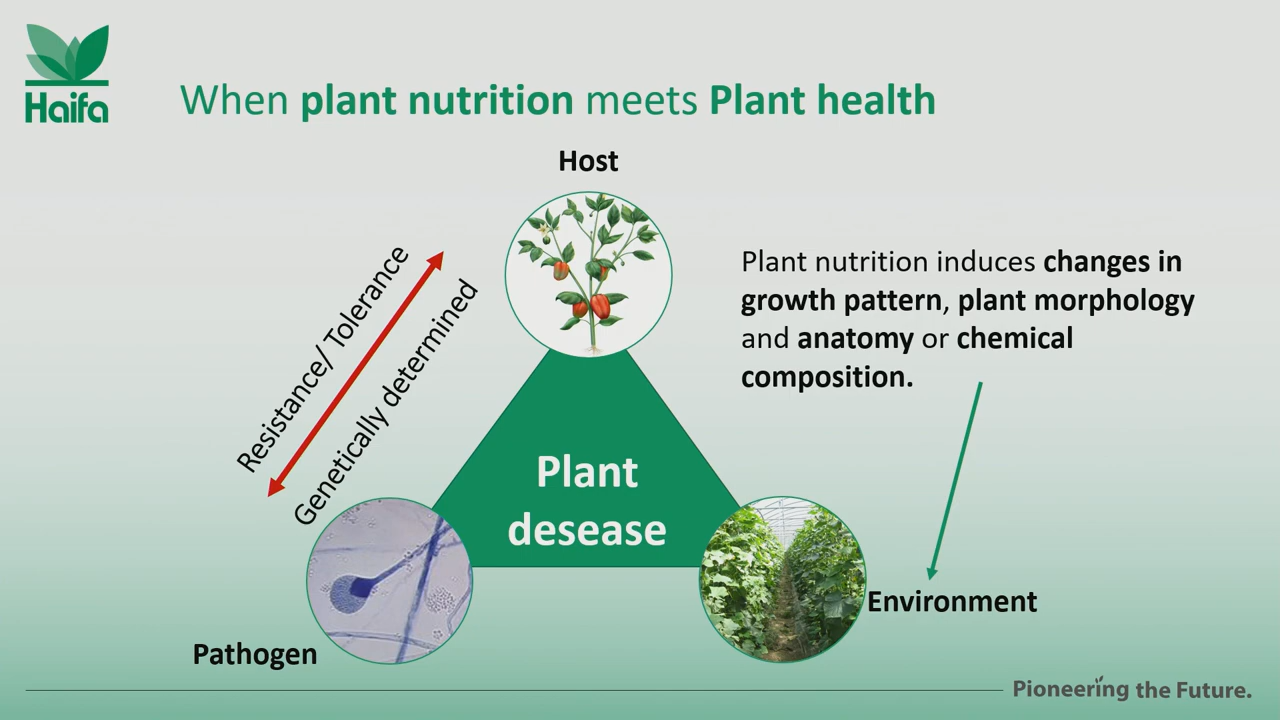 Haifa
When plant nutrition meets Plant health
Host
Resistance/ Tolerance
Genetically determined
Plant nutrition induces changes in
growth pattern, plant morphology
and anatomy or chemical
composition.
Plant
desease
Environment
Pathogen
Pioneering the Future.